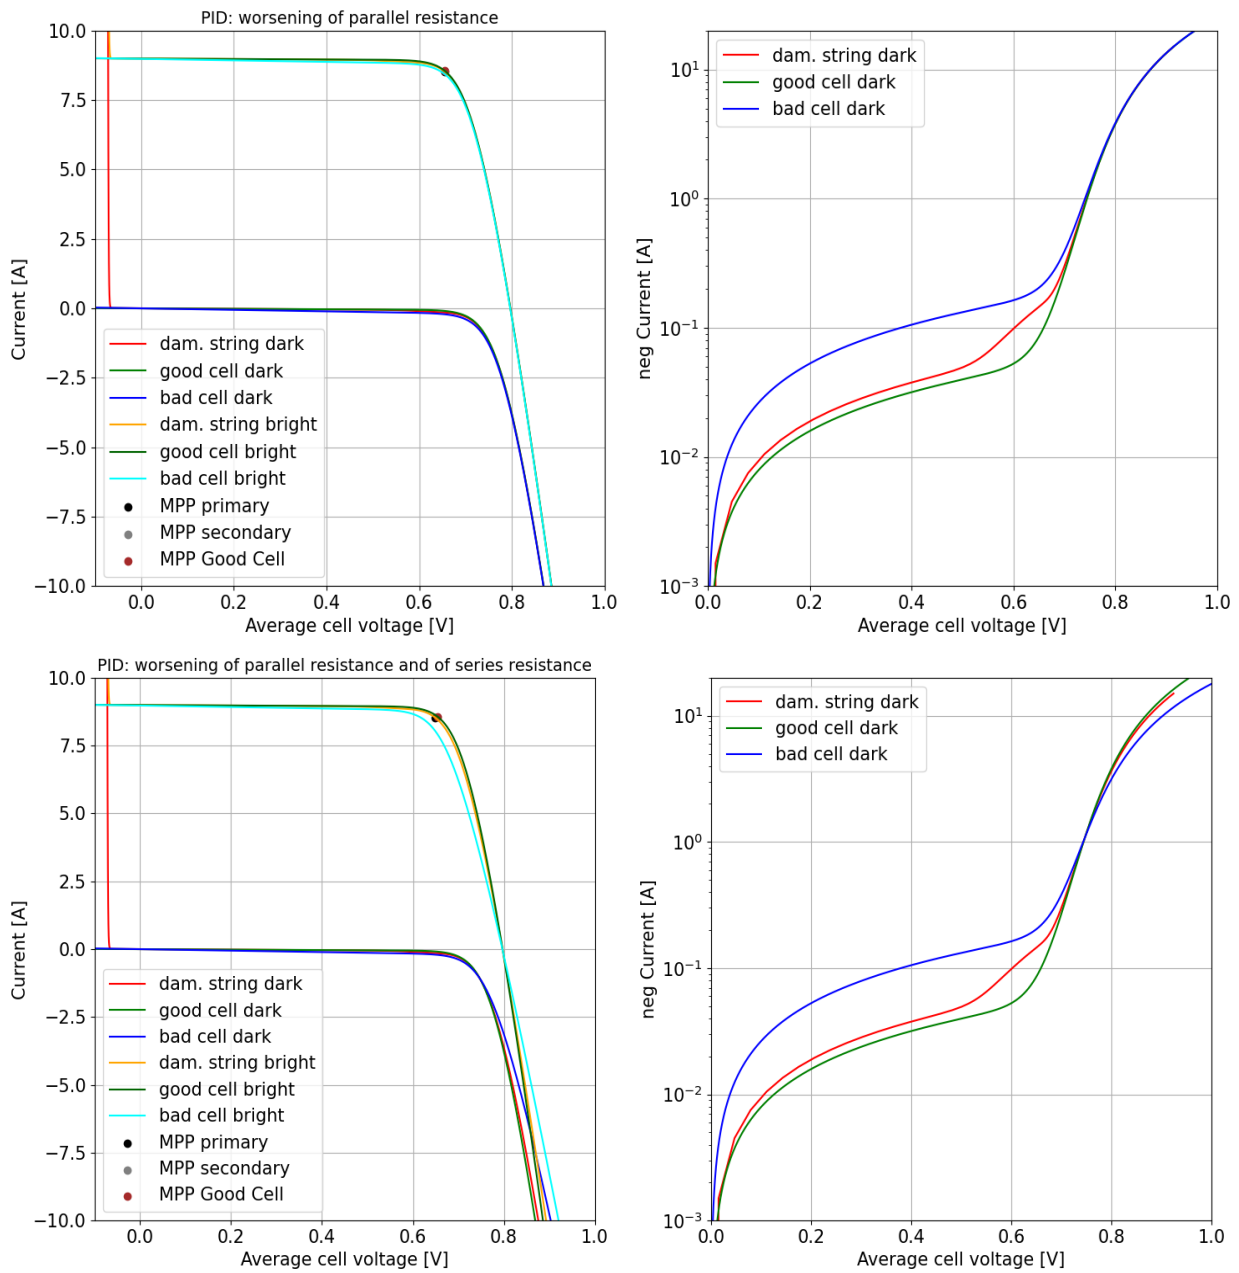 PID: worsening of parallel resistance
10.0
7.5
5.0
2.5
0.0
−2.5
−5.0
−7.5
−10.0
Current [A]
dam. string dark
good cell dark
bad cell dark
dam. string bright
good cell bright
bad cell bright
MPP primary
MPP secondary
MPP Good Cell
0.0 0.2 0.4 0.6 0.8 1.0
Average cell voltage [V]
dam. string dark
good cell dark
bad cell dark
10¹
10⁰
10⁻¹
10⁻²
10⁻³
neg Current [A]
0.0 0.2 0.4 0.6 0.8 1.0
Average cell voltage [V]
PID: worsening of parallel resistance and of series resistance
10.0
7.5
5.0
2.5
0.0
−2.5
−5.0
−7.5
−10.0
Current [A]
dam. string dark
good cell dark
bad cell dark
dam. string bright
good cell bright
bad cell bright
MPP primary
MPP secondary
MPP Good Cell
0.0 0.2 0.4 0.6 0.8 1.0
Average cell voltage [V]
dam. string dark
good cell dark
bad cell dark
10¹
10⁰
10⁻¹
10⁻²
10⁻³
neg Current [A]
0.0 0.2 0.4 0.6 0.8 1.0
Average cell voltage [V]